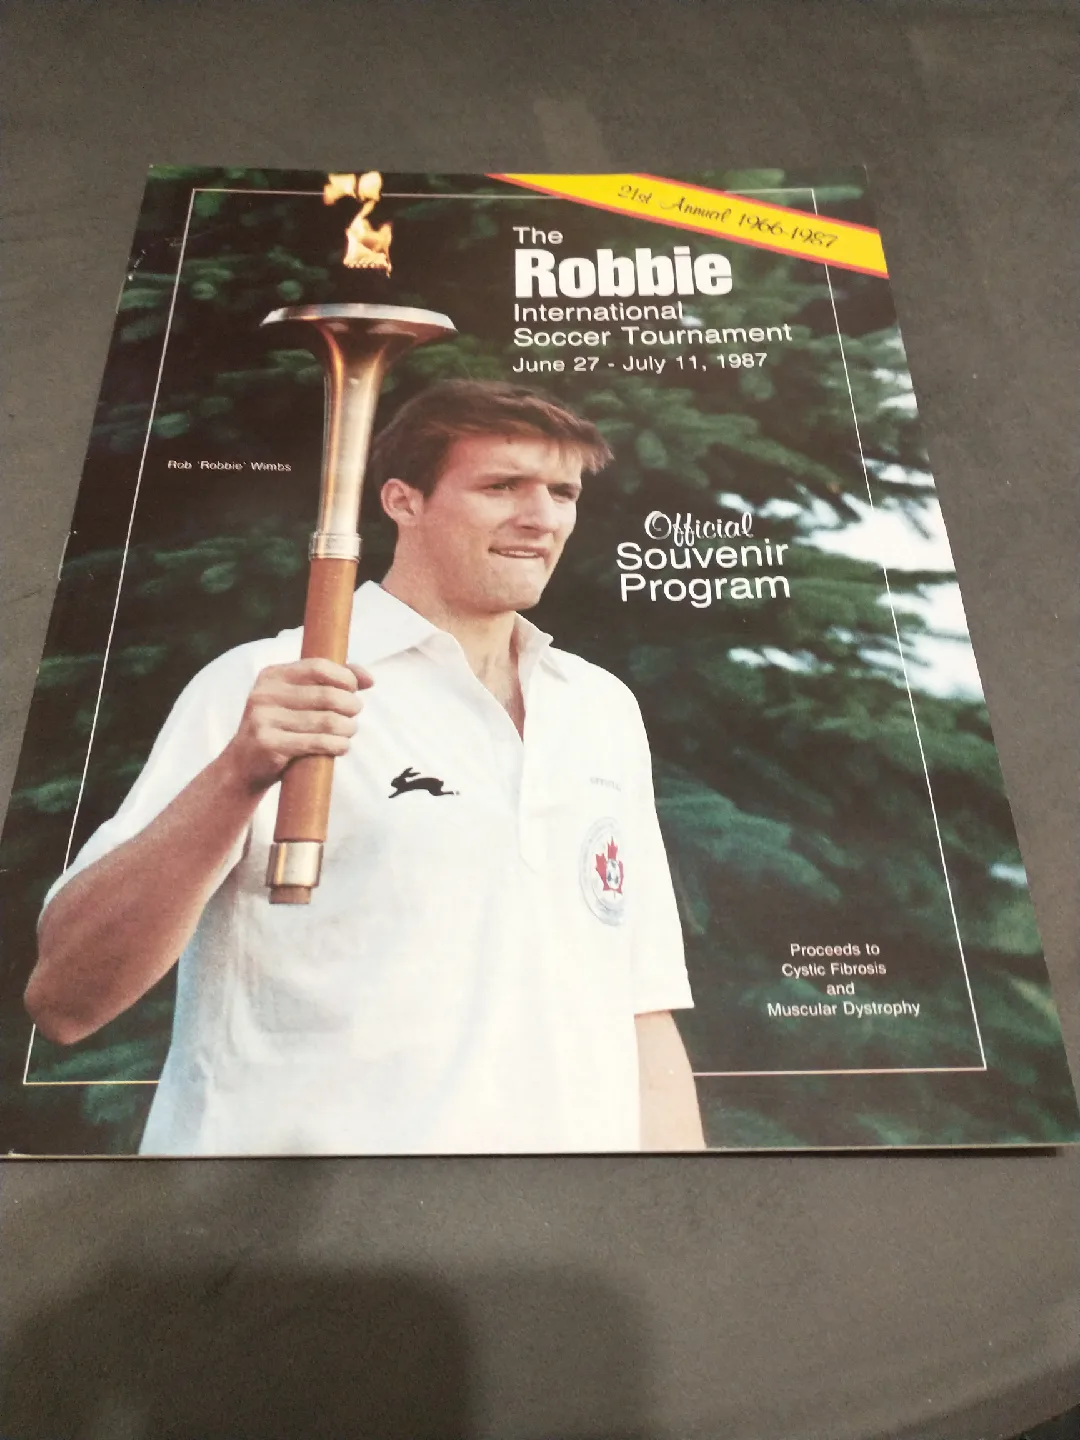 21st Annual 1966-1987
The
Robbie
International
Soccer Tournament
June 27 - July 11, 1987
Rob 'Robbie' Wimbs
Official
Souvenir
Program
Proceeds to
Cystic Fibrosis
and
Muscular Dystrophy